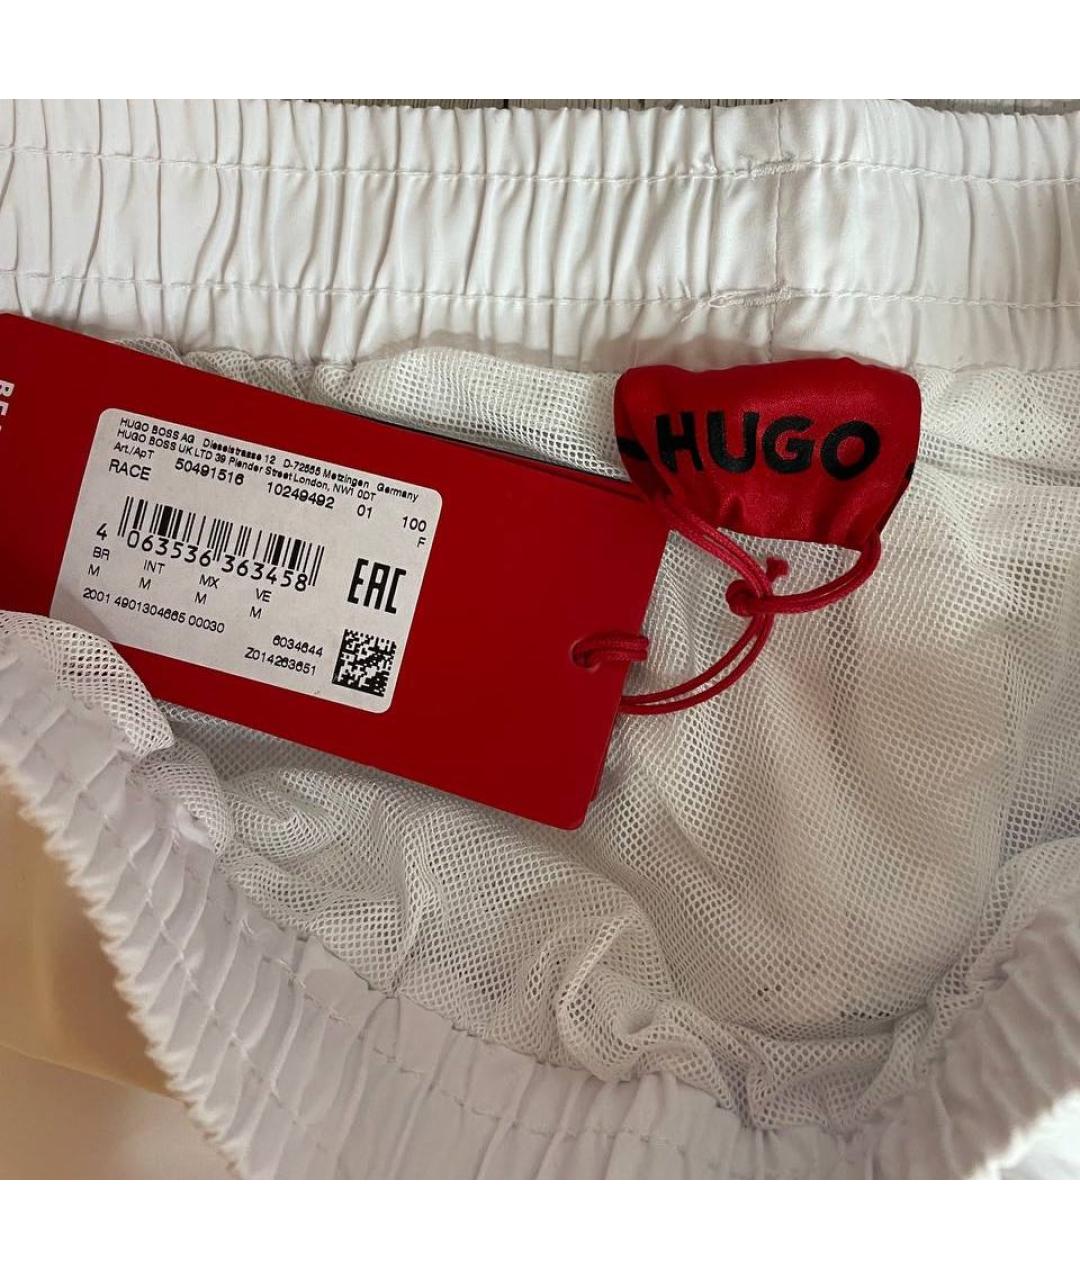 HUGO
HUGO BOSS AG Dieselstrasse 12 D-72555 Metzingen Germany
HUGO BOSS UK LTD 39 Plender Street London, NW1 0DT
Art./ApT 50491516 10249492 01 100
RACE F
4 063536 363458
EAC
BR INT MX VE
M M M M
2001 4901304665 00030
6034644
Z014263651